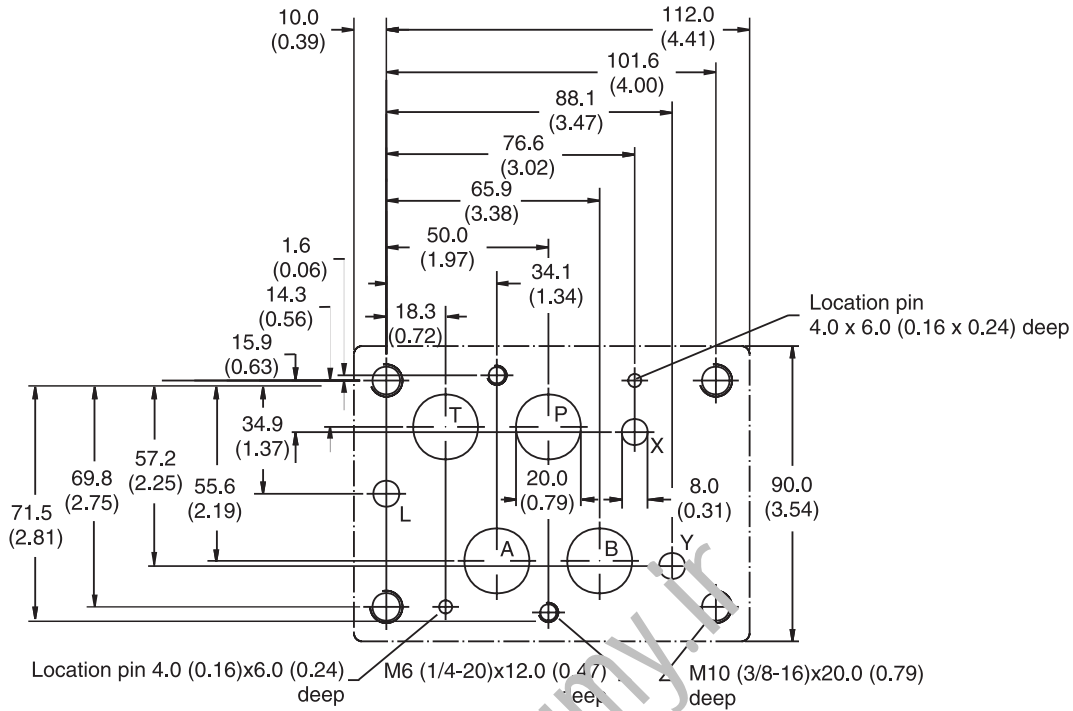 10.0
(0.39)
112.0
(4.41)
101.6
(4.00)
88.1
(3.47)
76.6
(3.02)
65.9
(3.38)
50.0
(1.97)
1.6
(0.06)
34.1
(1.34)
14.3
(0.56)
18.3
(0.72)
Location pin
4.0 x 6.0 (0.16 x 0.24) deep
15.9
(0.63)
T
P
X
34.9
(1.37)
57.2
(2.25)
69.8
(2.75)
55.6
(2.19)
71.5
(2.81)
20.0
(0.79)
8.0
(0.31)
90.0
(3.54)
L
A
B
Y
Location pin 4.0 (0.16)x6.0 (0.24)
deep
M6 (1/4-20)x12.0 (0.47)
deep
M10 (3/8-16)x20.0 (0.79)
deep